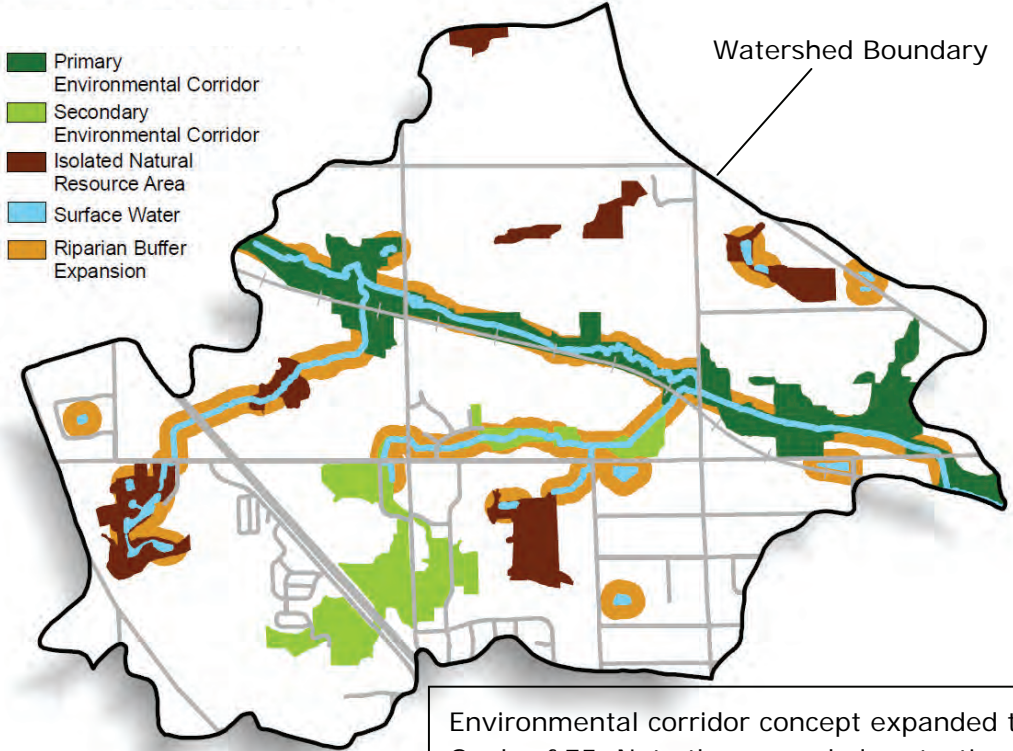 Primary
Environmental Corridor
Secondary
Environmental Corridor
Isolated Natural
Resource Area
Surface Water
Riparian Buffer
Expansion
Watershed Boundary
Environmental corridor concept expanded t